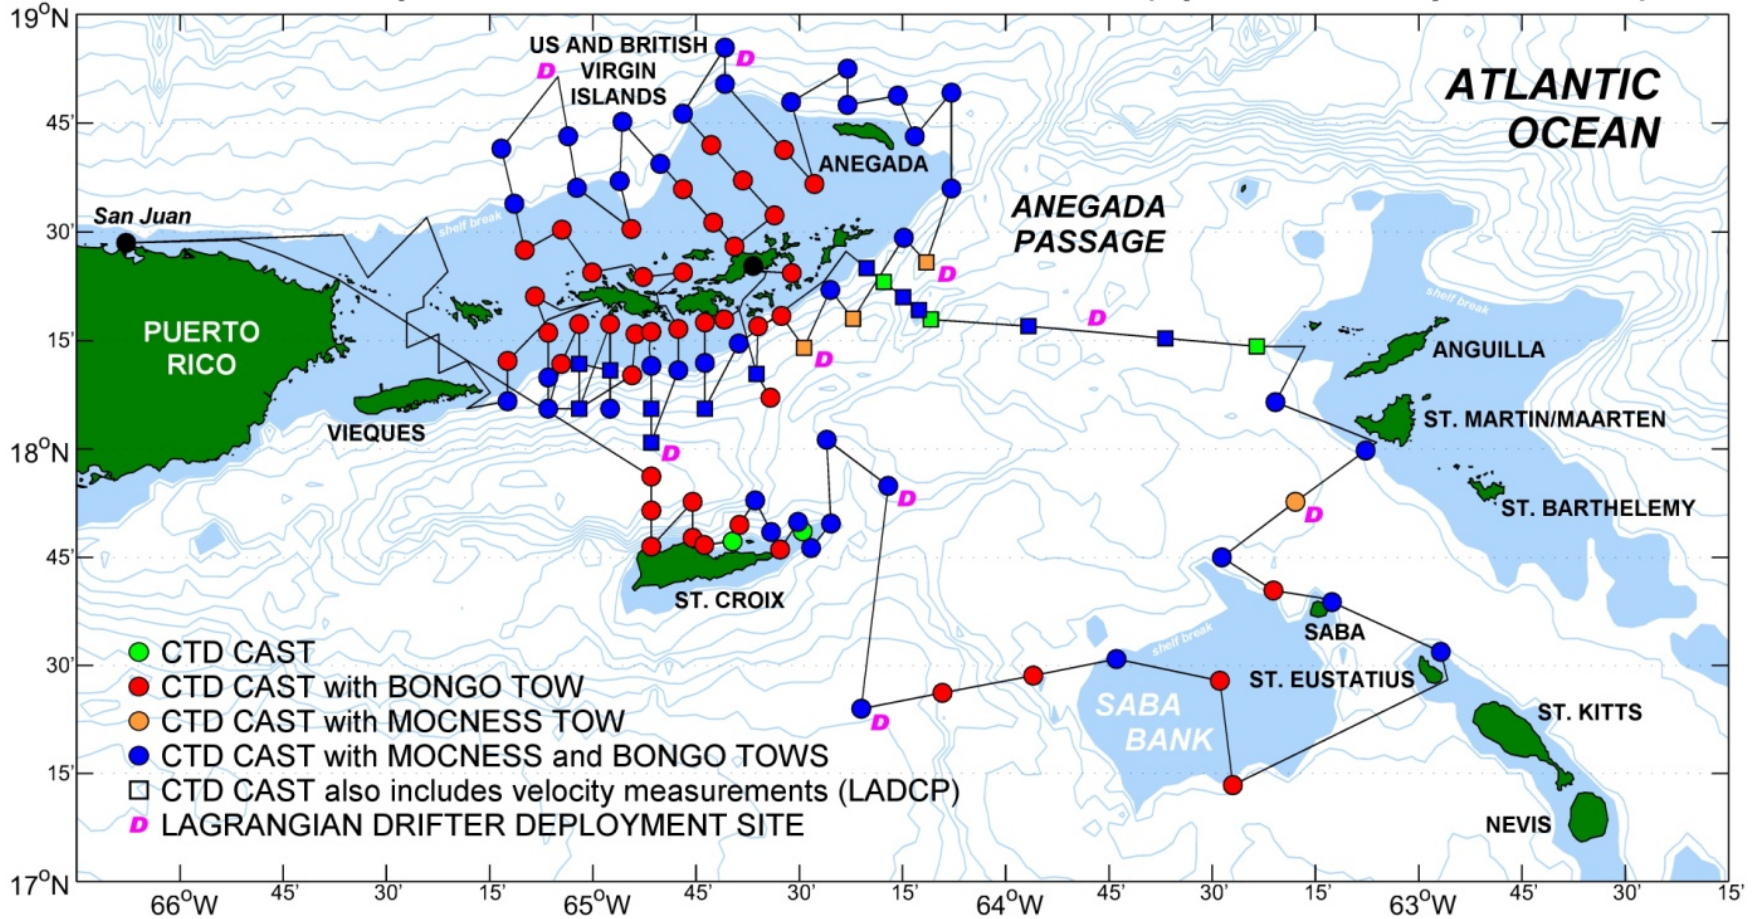 19°N
45'
30'
15'
18°N
45'
30'
15'
17°N
US AND BRITISH
VIRGIN
ISLANDS
D
D
ATLANTIC
OCEAN
ANEGADA
San Juan
shelf break
ANEGADA
PASSAGE
D
D
D
PUERTO
RICO
VIEQUES
shelf break
ANGUILLA
ST. MARTIN/MAARTEN
D
D
D
ST. BARTHELEMY
ST. CROIX
SABA
shelf break
ST. EUSTATIUS
SABA
BANK
D
ST. KITTS
NEVIS
CTD CAST
CTD CAST with BONGO TOW
CTD CAST with MOCNESS TOW
CTD CAST with MOCNESS and BONGO TOWS
CTD CAST also includes velocity measurements (LADCP)
D LAGRANGIAN DRIFTER DEPLOYMENT SITE
66°W 45' 30' 15' 65°W 45' 30' 15' 64°W 45' 30' 15' 63°W 45' 30' 15'